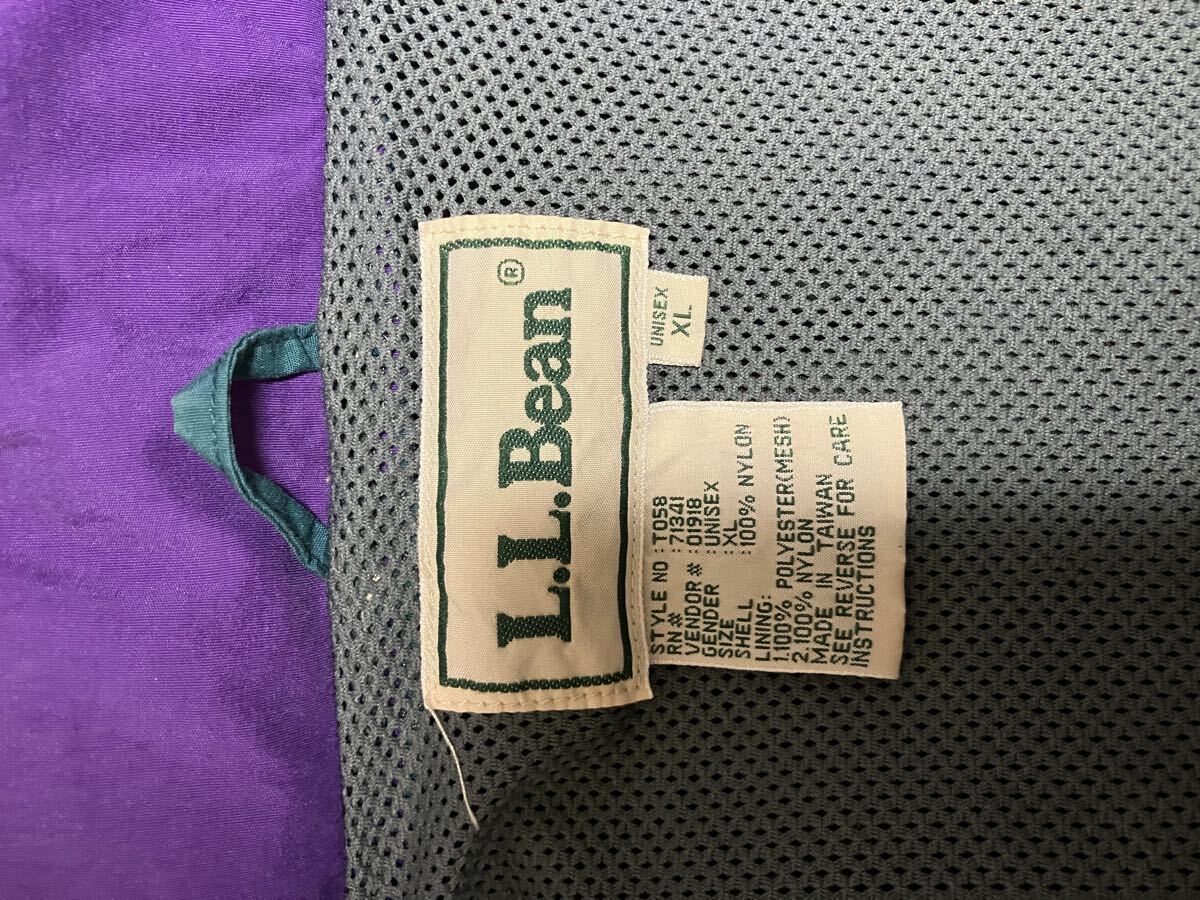 L.L.Bean®
UNISEX
XL
STYLE NO : T058
RN# : 71341
VENDOR# : 01918
GENDER : UNISEX
SIZE : XL
SHELL : 100% NYLON
LINING:
1.100% POLYESTER(MESH)
2.100% NYLON
MADE IN TAIWAN
SEE REVERSE FOR CARE
INSTRUCTIONS